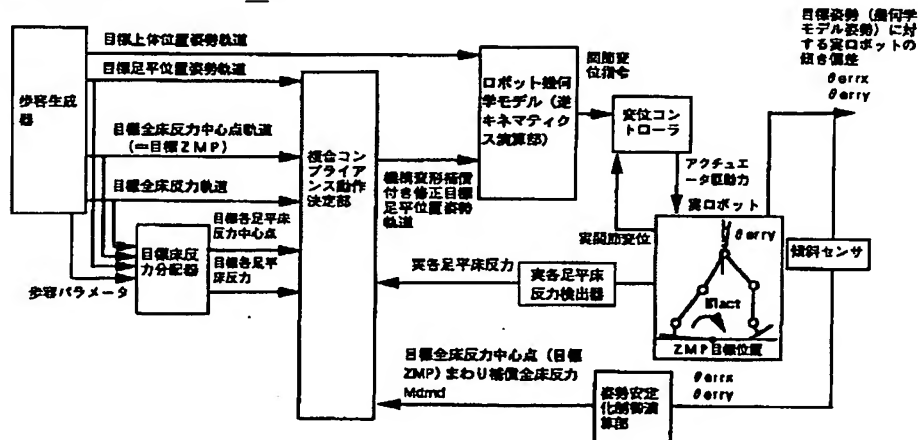 目標上体位置姿勢軌道
目標足平位置姿勢軌道
歩容生成
器
目標全床反力中心点軌道
(=目標ZMP)
目標全床反力軌道
目標床反
力分配器
目標各足平床
反力中心点
目標各足平
床反力
歩容パラメータ
複合コン
プライア
ンス動作
決定部
機構変形補償
付き修正目標
足平位置姿勢
軌道
ロボット幾何
学モデル(逆
キネマティク
ス演算部)
関節変
位指令
変位コン
トローラ
アクチュエ
ータ駆動力
実ロボット
実関節変位
θerry
Mact
ZMP目標位置
目標姿勢(幾何学
モデル姿勢)に対
する実ロボットの
傾き偏差
θerrx
θerry
傾斜センサ
実各足平床反力
実各足平床
反力検出器
目標全床反力中心点(目標
ZMP)まわり補償全床反力
Mdmd
θerrx
θerry
姿勢安定
化制御演
算部